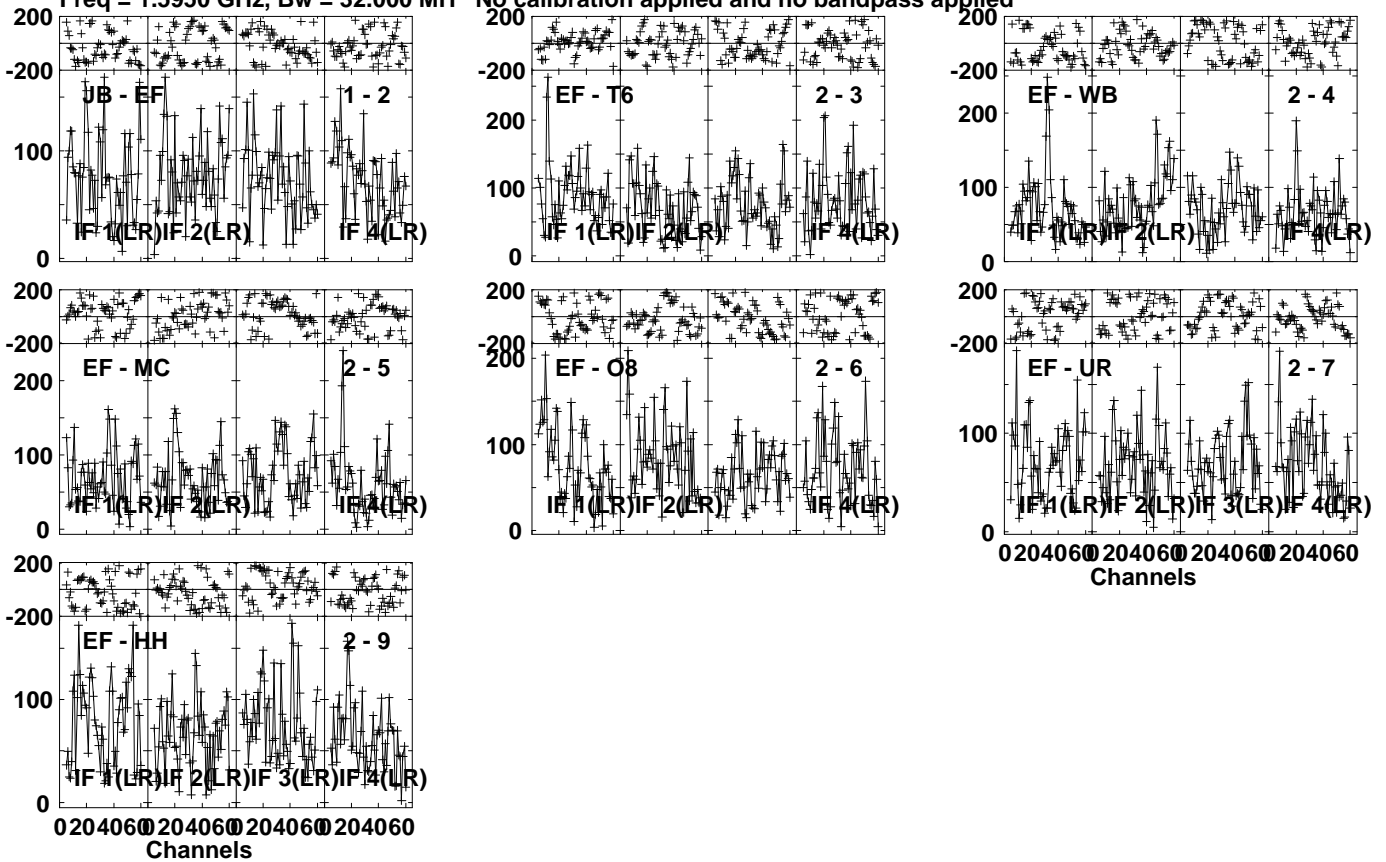 Freq = 1.5950 GHz, Bw = 32.000 MH No calibration applied and no bandpass applied
200
-200
JB - EF 1 - 2
100
IF 1(LR) IF 2(LR) IF 4(LR)
0
200
EF - T6 2 - 3
200
100
IF 1(LR) IF 2(LR) IF 4(LR)
0
200
-200
EF - WB 2 - 4
200
100
IF 1(LR) IF 2(LR) IF 4(LR)
0
200
-200
EF - MC 2 - 5
200
100
IF 1(LR) IF 2(LR) IF 4(LR)
0
200
-200
EF - O8 2 - 6
200
100
IF 1(LR) IF 2(LR) IF 4(LR)
0
200
-200
EF - UR 2 - 7
100
IF 1(LR) IF 2(LR) IF 3(LR) IF 4(LR)
0
0 20 40 60 0 20 40 60 0 20 40 60 0 20 40 60
Channels
200
-200
EF - HH 2 - 9
100
IF 1(LR) IF 2(LR) IF 3(LR) IF 4(LR)
0
0 20 40 60 0 20 40 60 0 20 40 60 0 20 40 60
Channels